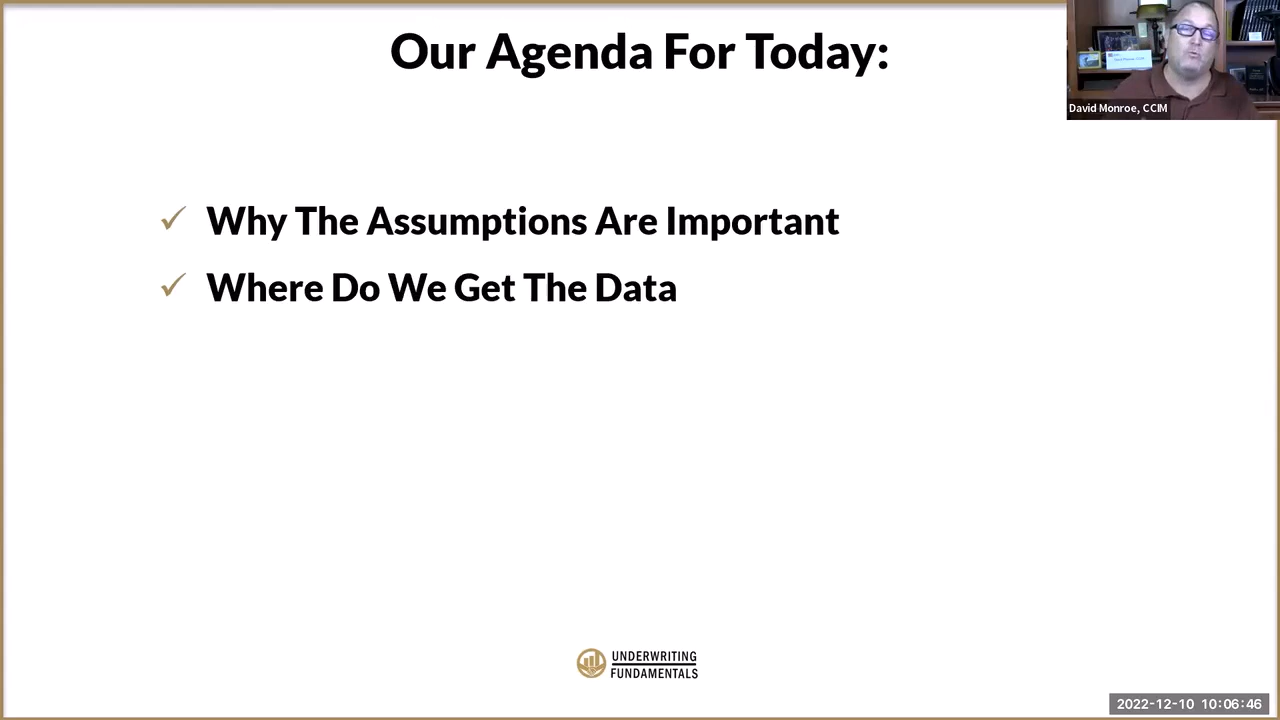 Our Agenda For Today:
David Monroe, CCIM
✓ Why The Assumptions Are Important
✓ Where Do We Get The Data
UNDERWRITING
FUNDAMENTALS
2022-12-10 10:06:46